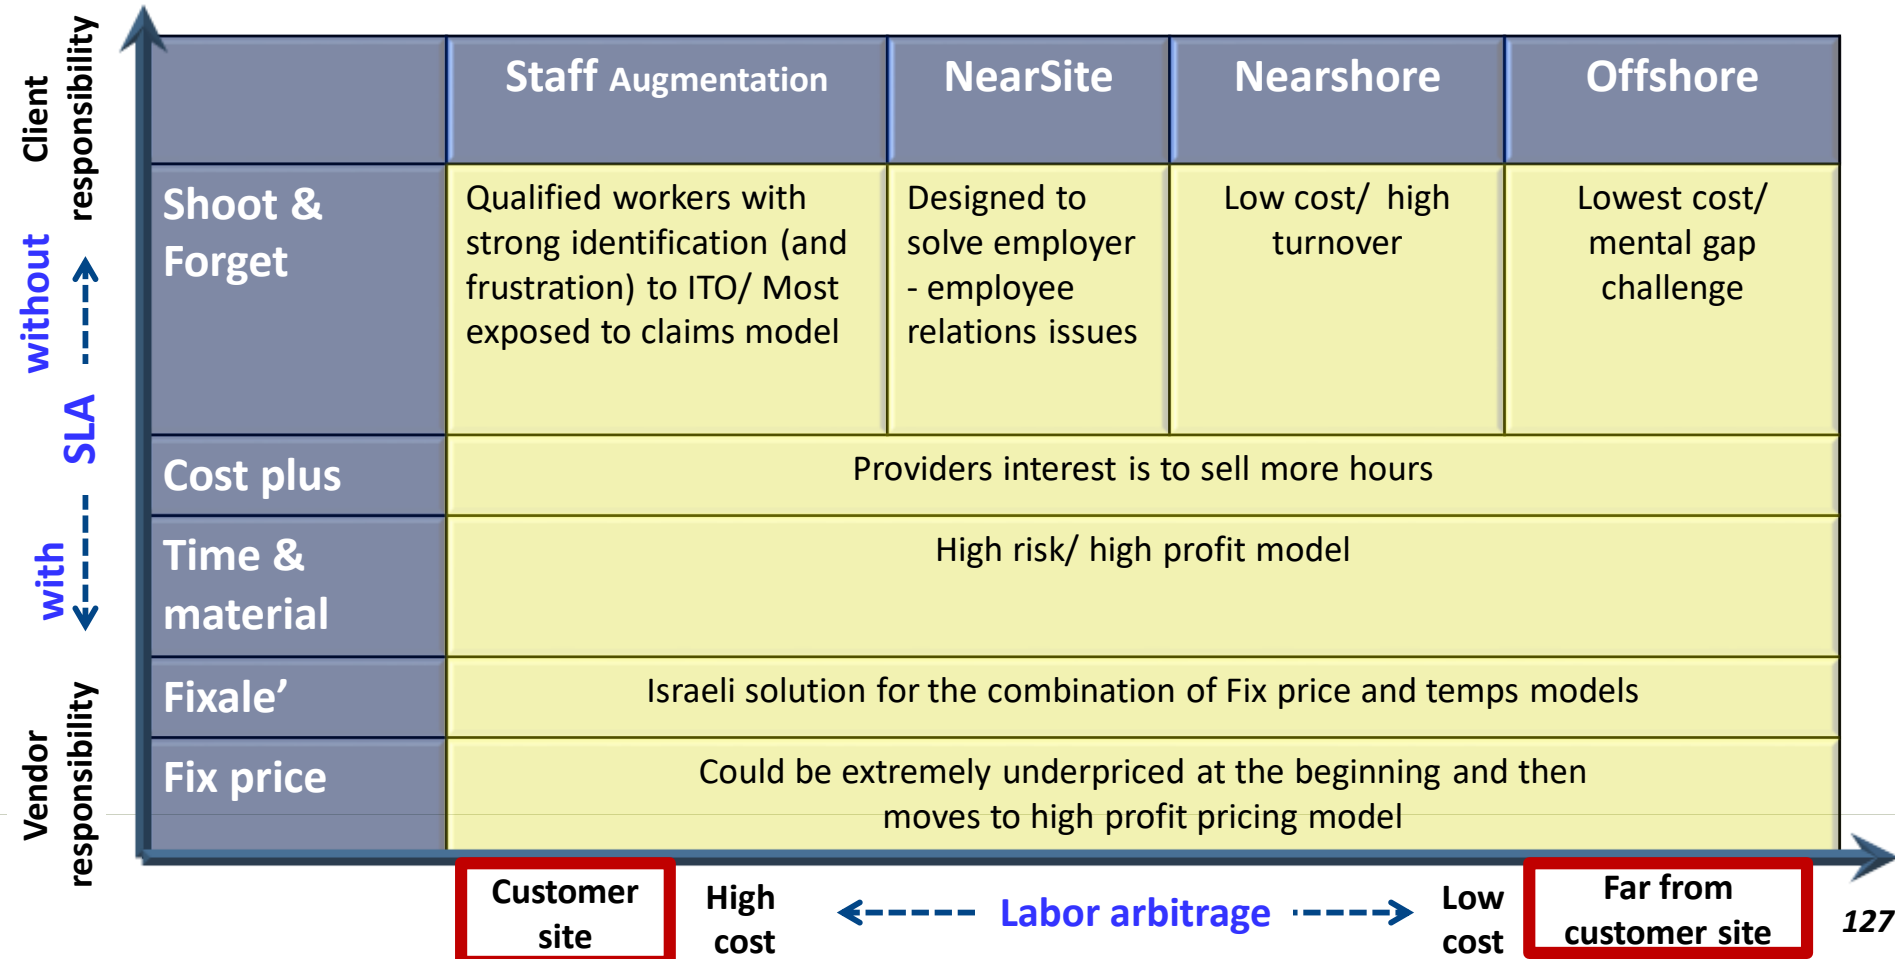 Client
responsibility
without
SLA
with
Vendor
responsibility
Staff Augmentation
NearSite
Nearshore
Offshore
Shoot &
Forget
Qualified workers with
strong identification (and
frustration) to ITO/ Most
exposed to claims model
Designed to
solve employer
- employee
relations issues
Low cost/ high
turnover
Lowest cost/
mental gap
challenge
Cost plus
Providers interest is to sell more hours
Time &
material
High risk/ high profit model
Fixale’
Israeli solution for the combination of Fix price and temps models
Fix price
Could be extremely underpriced at the beginning and then
moves to high profit pricing model
Customer
site
High
cost
Labor arbitrage
Low
cost
Far from
customer site
127